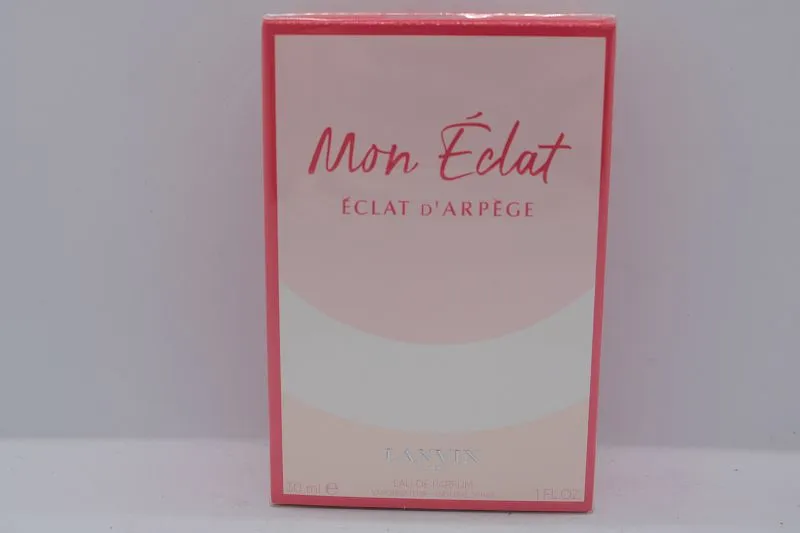 Mon Éclat
ÉCLAT D'ARPÈGE
LANVIN
EAU DE PARFUM
30 ml e
1 FL OZ